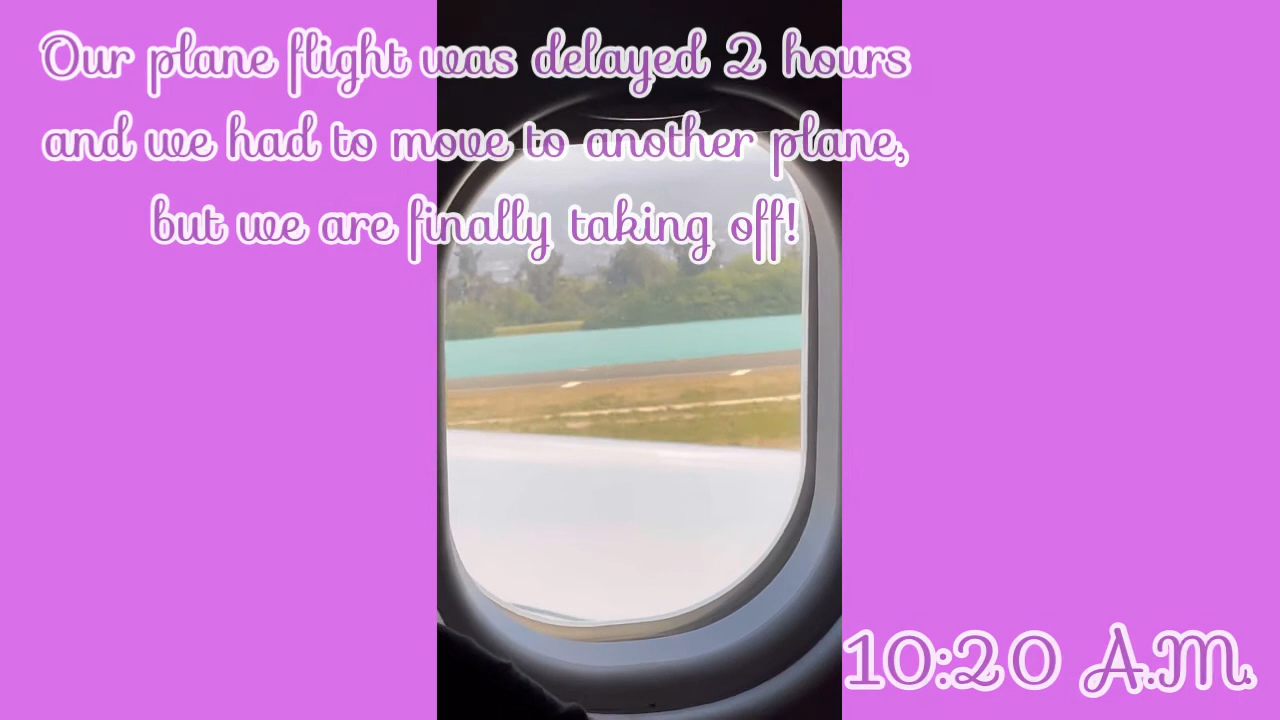 Our plane flight was delayed 2 hours
and we had to move to another plane,
but we are finally taking off!
10:20 A.M.